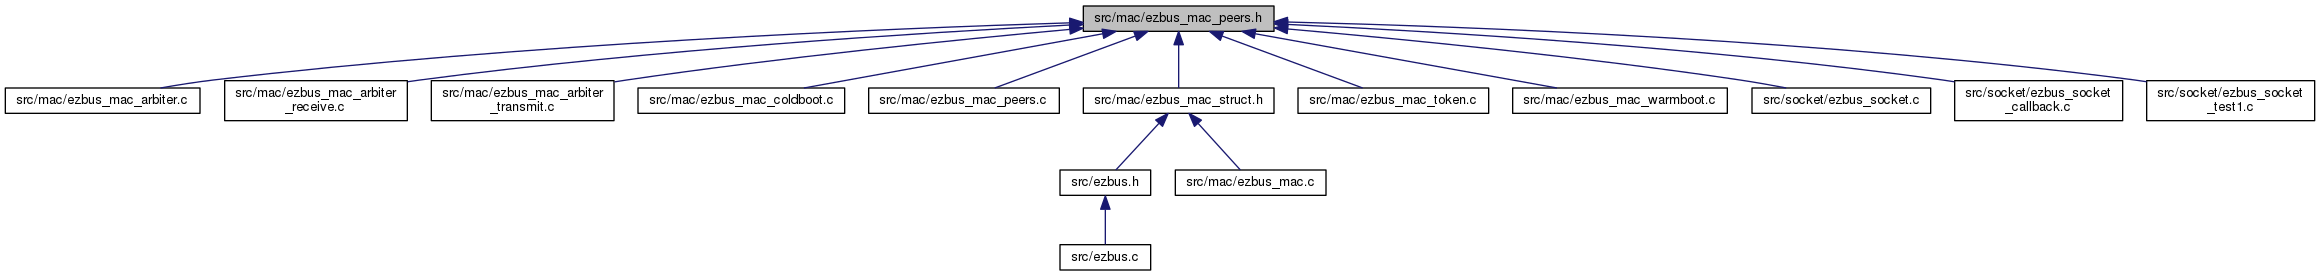 src/mac/ezbus_mac_peers.h
src/mac/ezbus_mac_arbiter.c
src/mac/ezbus_mac_arbiter
_receive.c
src/mac/ezbus_mac_arbiter
_transmit.c
src/mac/ezbus_mac_coldboot.c
src/mac/ezbus_mac_peers.c
src/mac/ezbus_mac_struct.h
src/mac/ezbus_mac_token.c
src/mac/ezbus_mac_warmboot.c
src/socket/ezbus_socket.c
src/socket/ezbus_socket
_callback.c
src/socket/ezbus_socket
_test1.c
src/ezbus.h
src/mac/ezbus_mac.c
src/ezbus.c